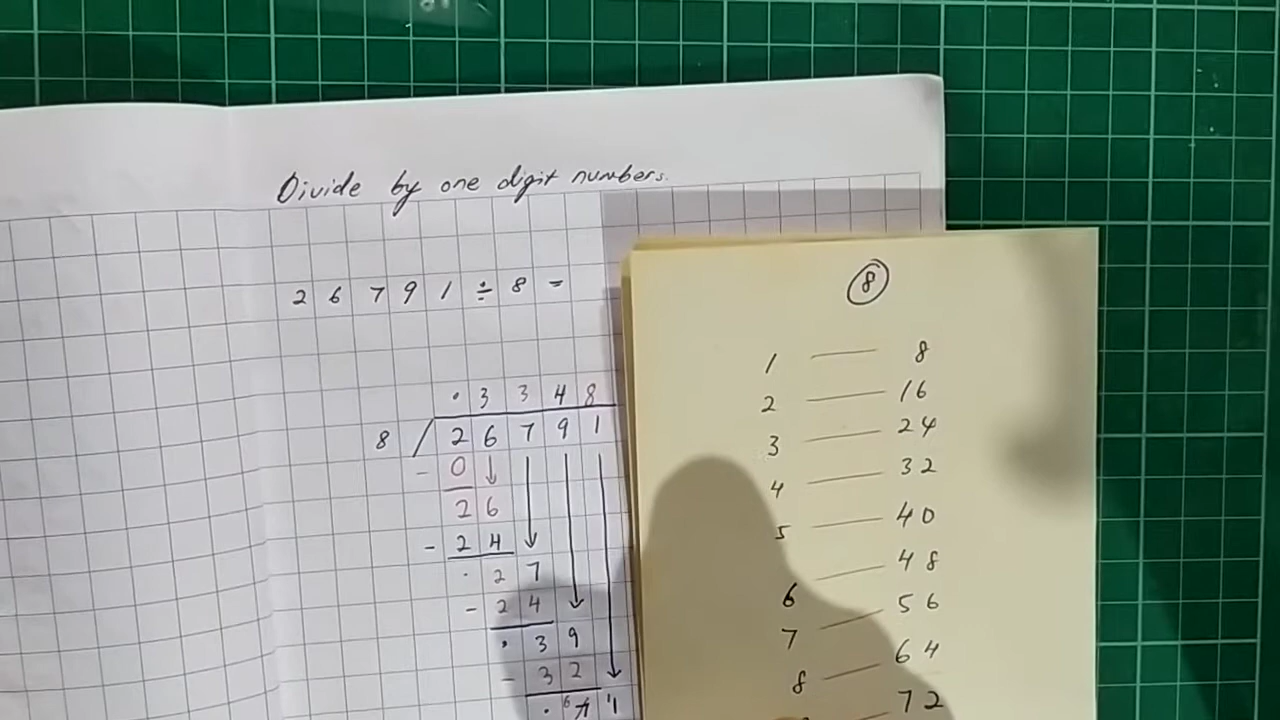 Divide by one digit numbers.
2 6 7 9 1 ÷ 8 =
. 3 3 4 8
8 / 2 6 7 9 1
- 0 ↓
2 6
- 2 4 ↓
. 2 7
- 2 4 ↓
. 3 9
- 3 2 ↓
8
1 — 8
2 — 16
3 — 24
4 — 32
5 — 40
6 — 48
7 — 56
8 — 64
72